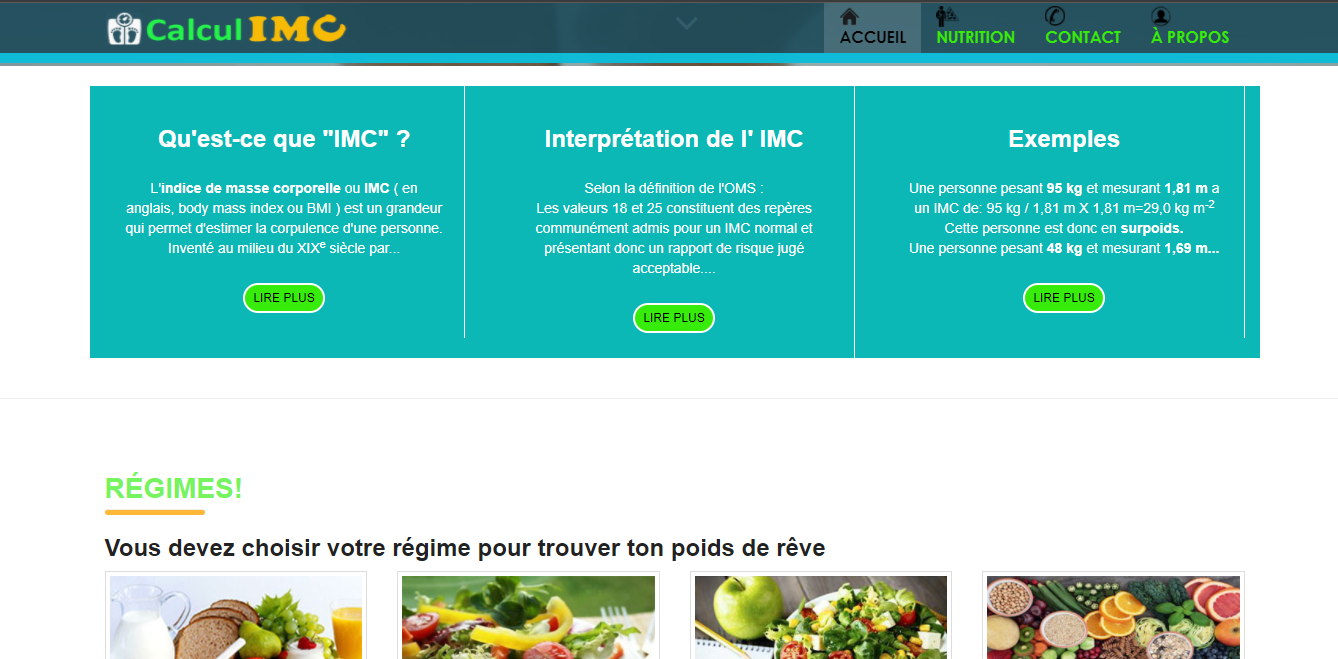 Calcul IMC
ACCUEIL
NUTRITION
CONTACT
À PROPOS
Qu'est-ce que "IMC" ?
L'indice de masse corporelle ou IMC ( en
anglais, body mass index ou BMI ) est un grandeur
qui permet d'estimer la corpulence d'une personne.
Inventé au milieu du XIXe siècle par...
LIRE PLUS
Interprétation de l' IMC
Selon la définition de l'OMS :
Les valeurs 18 et 25 constituent des repères
communément admis pour un IMC normal et
présentant donc un rapport de risque jugé
acceptable....
LIRE PLUS
Exemples
Une personne pesant 95 kg et mesurant 1,81 m a
un IMC de: 95 kg / 1,81 m X 1,81 m=29,0 kg m-2
Cette personne est donc en surpoids.
Une personne pesant 48 kg et mesurant 1,69 m...
LIRE PLUS
RÉGIMES!
Vous devez choisir votre régime pour trouver ton poids de rêve